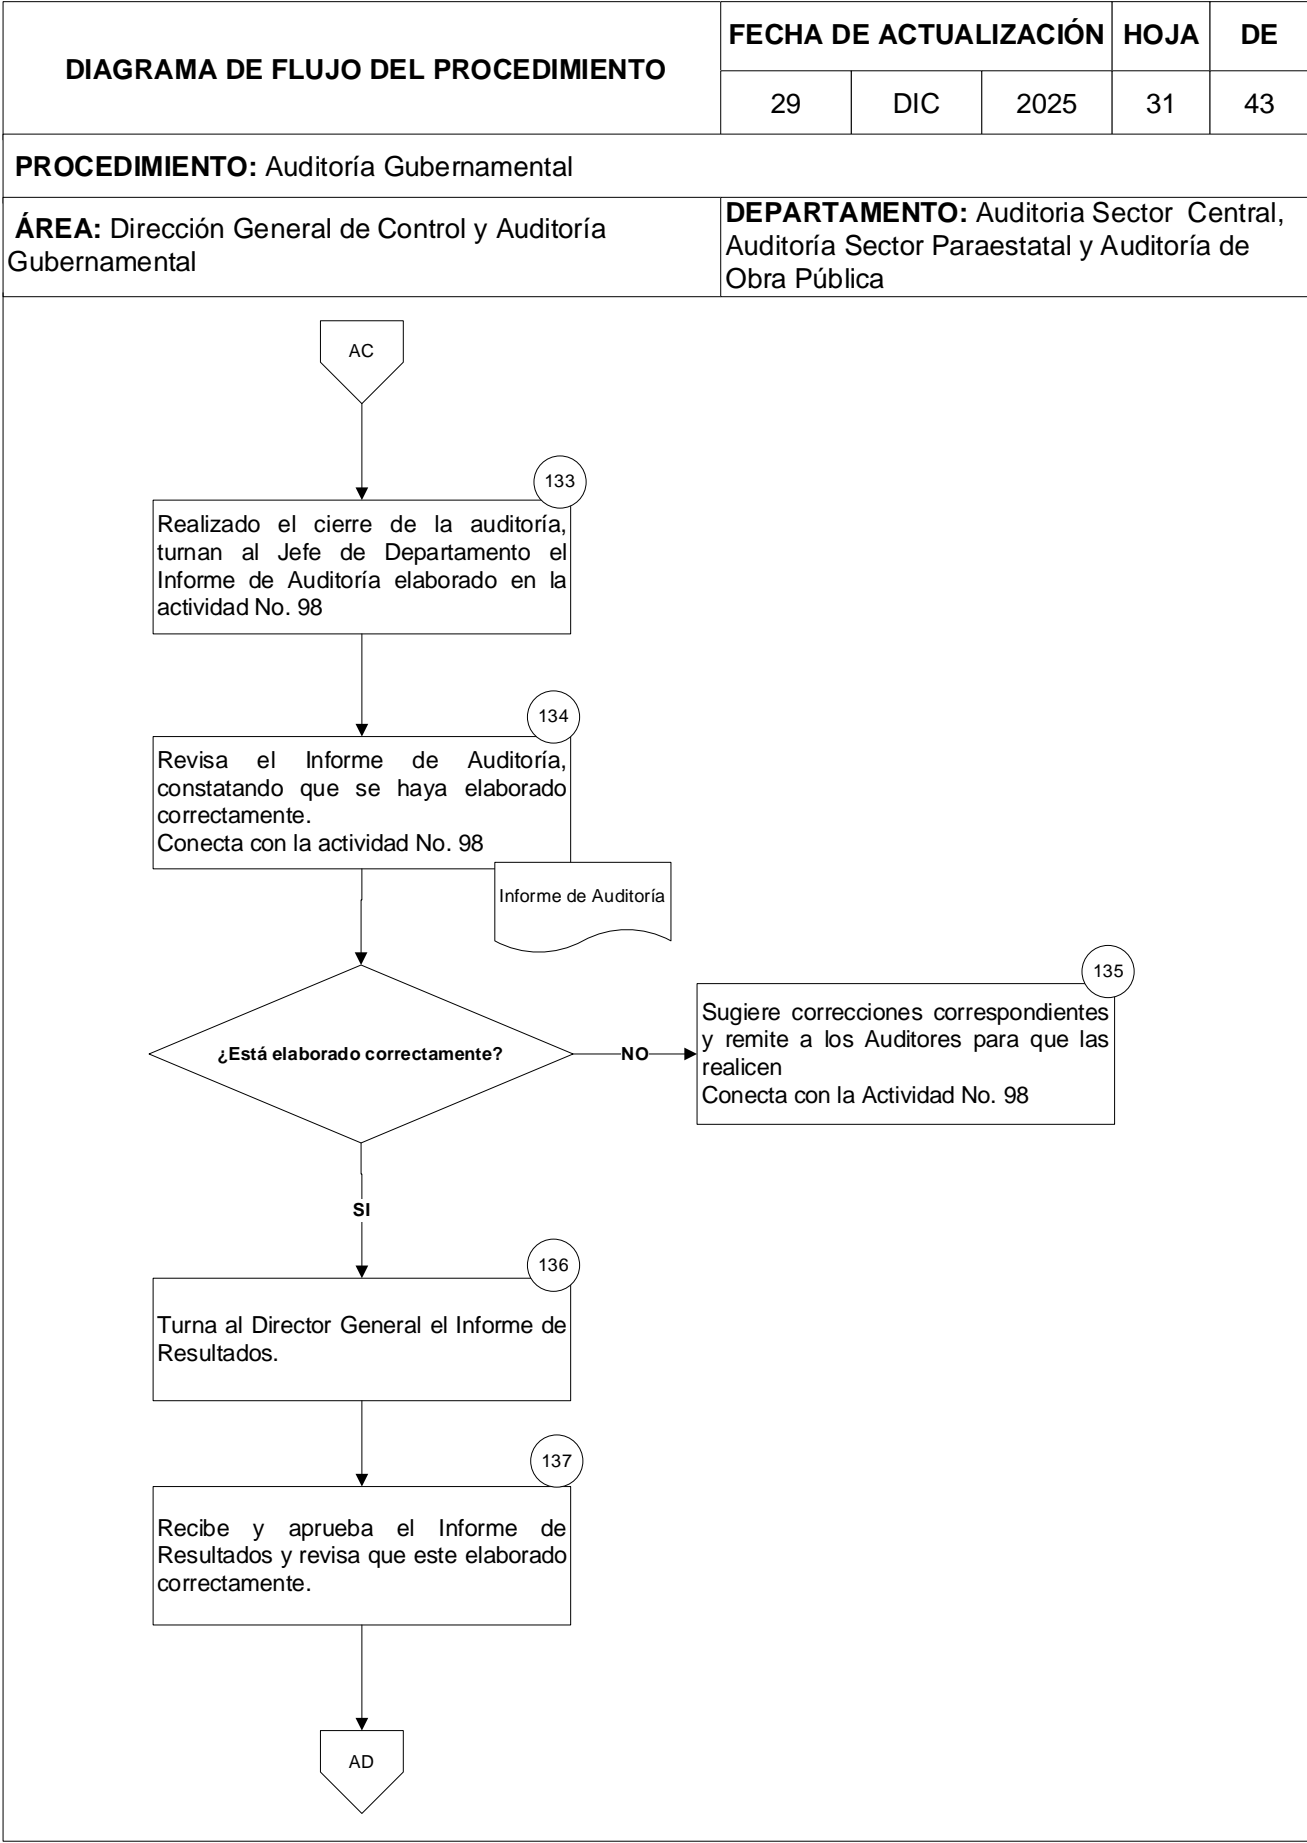 DIAGRAMA DE FLUJO DEL PROCEDIMIENTO
FECHA DE ACTUALIZACIÓN HOJA DE
29 DIC 2025 31 43
PROCEDIMIENTO: Auditoría Gubernamental
ÁREA: Dirección General de Control y Auditoría
Gubernamental
DEPARTAMENTO: Auditoria Sector Central,
Auditoría Sector Paraestatal y Auditoría de
Obra Pública
AC
133
Realizado el cierre de la auditoría,
turnan al Jefe de Departamento el
Informe de Auditoría elaborado en la
actividad No. 98
134
Revisa el Informe de Auditoría,
constatando que se haya elaborado
correctamente.
Conecta con la actividad No. 98
Informe de Auditoría
¿Está elaborado correctamente?
NO
135
Sugiere correcciones correspondientes
y remite a los Auditores para que las
realicen
Conecta con la Actividad No. 98
SI
136
Turna al Director General el Informe de
Resultados.
137
Recibe y aprueba el Informe de
Resultados y revisa que este elaborado
correctamente.
AD